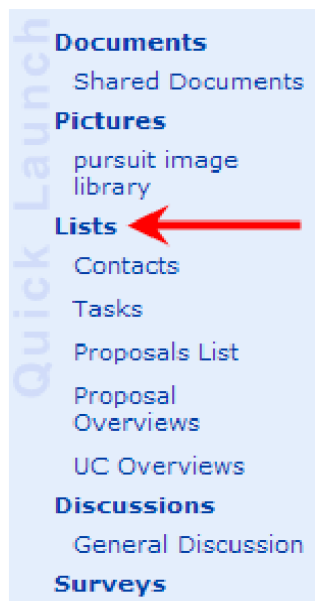 Quick Launch
Documents
Shared Documents
Pictures
pursuit image
library
Lists
Contacts
Tasks
Proposals List
Proposal
Overviews
UC Overviews
Discussions
General Discussion
Surveys